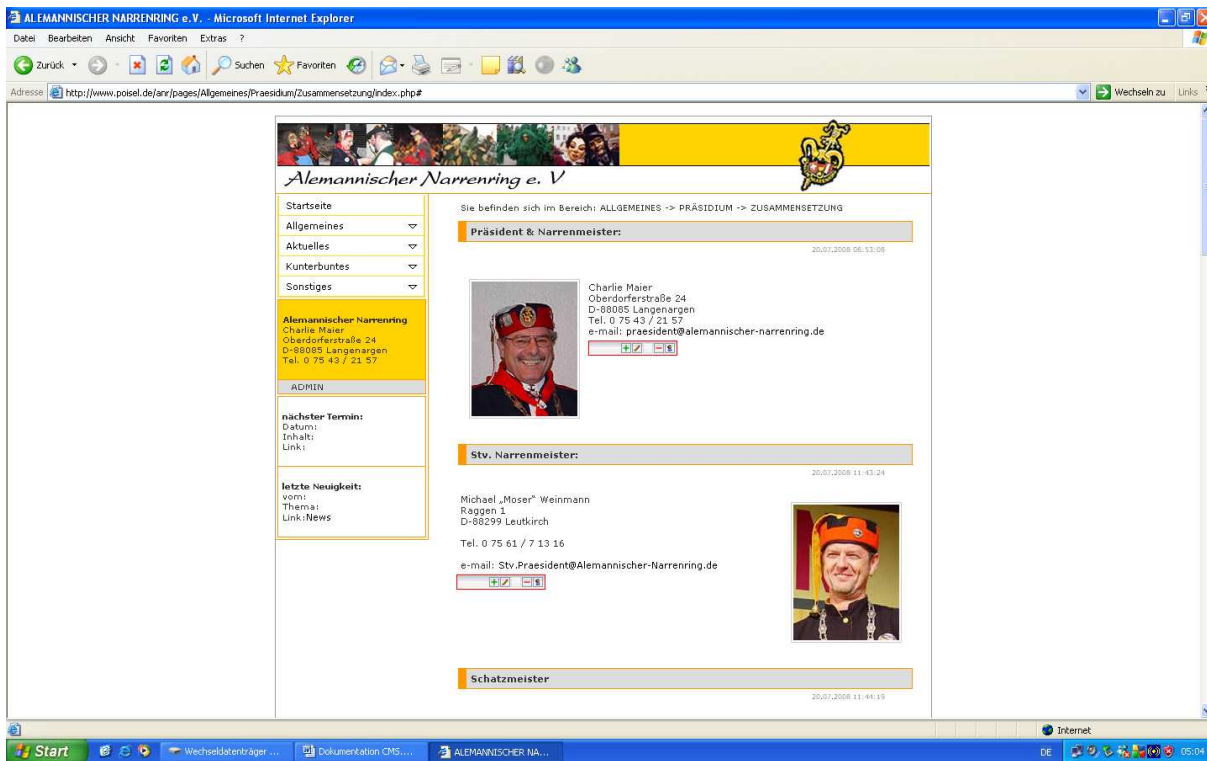 ALEMANNISCHER NARRENRING e.V. - Microsoft Internet Explorer
Datei Bearbeiten Ansicht Favoriten Extras ?
Zurück Suchen Favoriten
Adresse http://www.poisel.de/anr/pages/Allgemeines/Praesidium/Zusammensetzung/index.php# Wechseln zu Links
Alemannischer Narrenring e. V
Startseite
Allgemeines
Aktuelles
Kunterbuntes
Sonstiges
Alemannischer Narrenring
Charlie Maier
Oberdorferstraße 24
D-88085 Langenargen
Tel. 0 75 43 / 21 57
ADMIN
nächster Termin:
Datum:
Inhalt:
Link:
letzte Neuigkeit:
vom:
Thema:
Link:News
Sie befinden sich im Bereich: ALLGEMEINES -> PRÄSIDIUM -> ZUSAMMENSETZUNG
Präsident & Narrenmeister:
20.07.2008 06:53:08
Charlie Maier
Oberdorferstraße 24
D-88085 Langenargen
Tel. 0 75 43 / 21 57
e-mail: praesident@alemannischer-narrenring.de
Stv. Narrenmeister:
20.07.2008 11:43:24
Michael „Moser" Weinmann
Raggen 1
D-88299 Leutkirch
Tel. 0 75 61 / 7 13 16
e-mail: Stv.Praesident@Alemannischer-Narrenring.de
Schatzmeister
20.07.2008 11:44:19
Internet
Start Wechseldatenträger ... Dokumentation CMS.... ALEMANNISCHER NA... DE 05:04